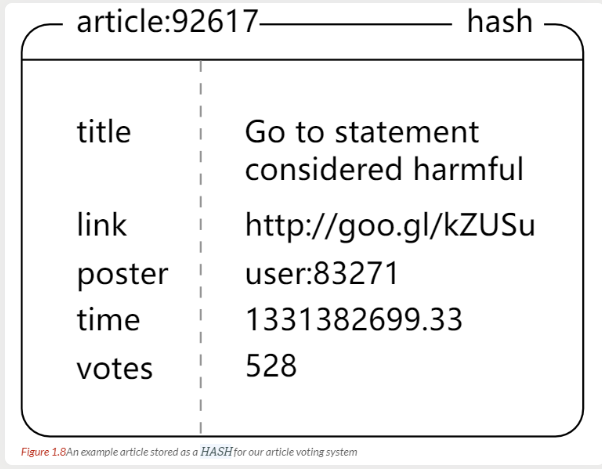 article:92617 hash
title Go to statement
considered harmful
link http://goo.gl/kZUSu
poster user:83271
time 1331382699.33
votes 528
Figure 1.8An example article stored as a HASH for our article voting system